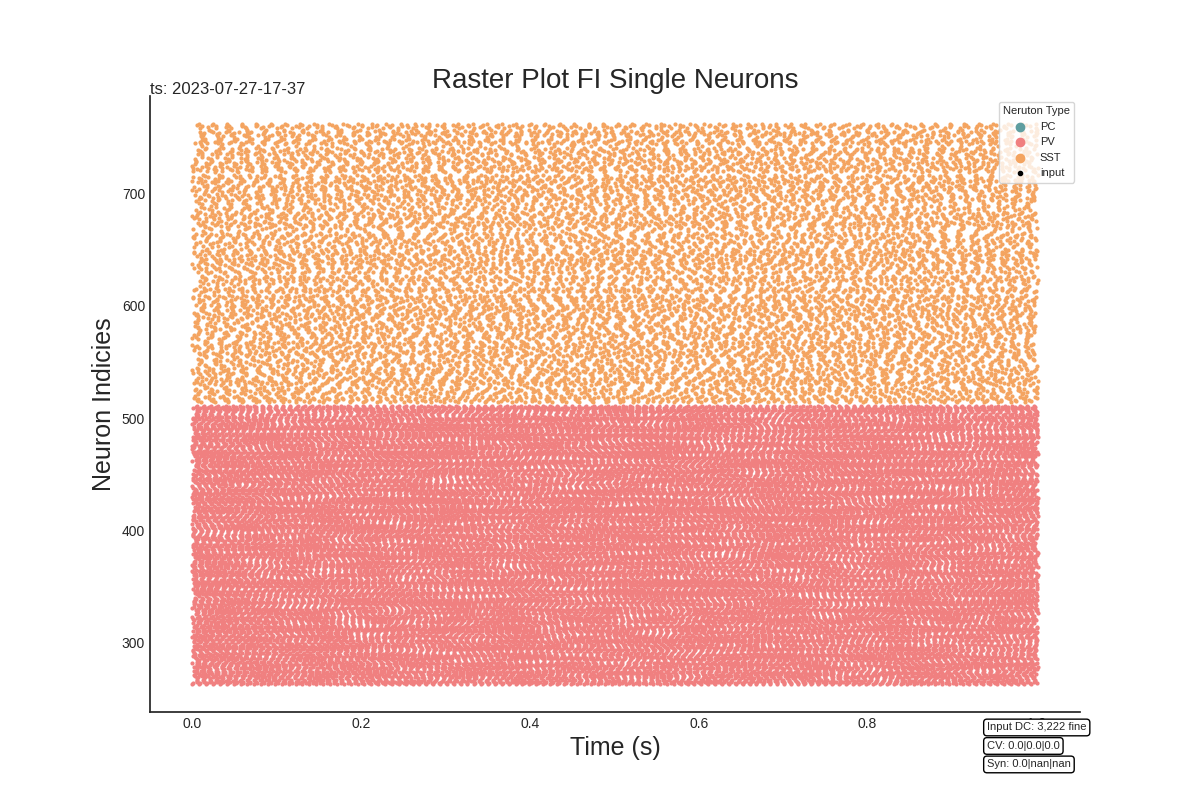 Raster Plot FI Single Neurons
ts: 2023-07-27-17-37
Neruton Type
PC
PV
SST
input
Neuron Indicies
700
600
500
400
300
0.0 0.2 0.4 0.6 0.8
Time (s)
Input DC: 3,222 fine
CV: 0.0|0.0|0.0
Syn: 0.0|nan|nan